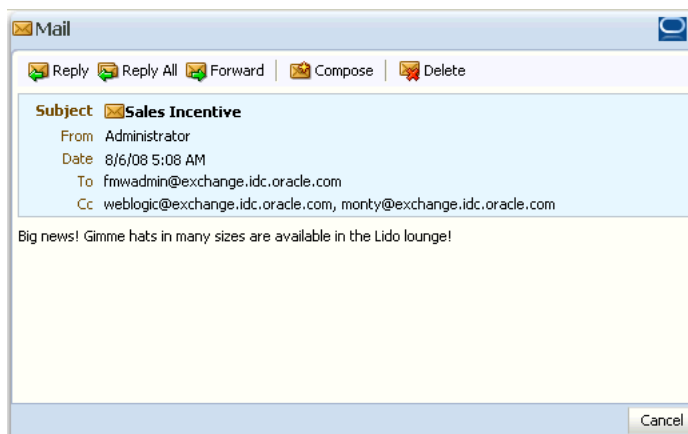 Mail
Reply Reply All Forward Compose Delete
Subject Sales Incentive
From Administrator
Date 8/6/08 5:08 AM
To fmwadmin@exchange.idc.oracle.com
Cc weblogic@exchange.idc.oracle.com, monty@exchange.idc.oracle.com
Big news! Gimme hats in many sizes are available in the Lido lounge!
Cancel